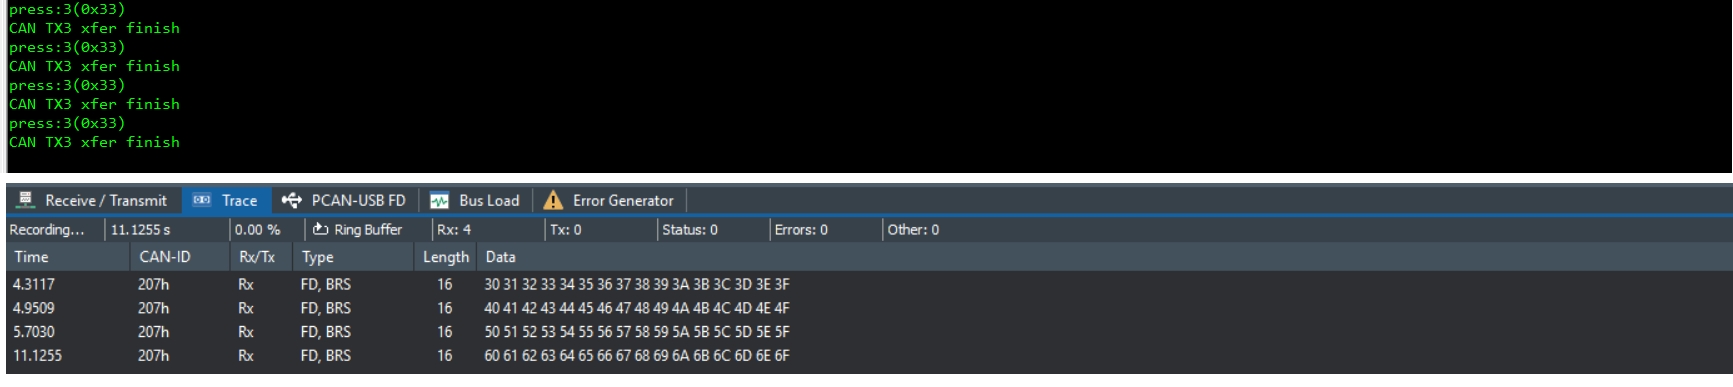 press:3(0x33)
CAN TX3 xfer finish
press:3(0x33)
CAN TX3 xfer finish
press:3(0x33)
CAN TX3 xfer finish
press:3(0x33)
CAN TX3 xfer finish
Receive / Transmit Trace PCAN-USB FD Bus Load Error Generator
Recording... 11.1255 s 0.00 % Ring Buffer Rx: 4 Tx: 0 Status: 0 Errors: 0 Other: 0
Time CAN-ID Rx/Tx Type Length Data
4.3117 207h Rx FD, BRS 16 30 31 32 33 34 35 36 37 38 39 3A 3B 3C 3D 3E 3F
4.9509 207h Rx FD, BRS 16 40 41 42 43 44 45 46 47 48 49 4A 4B 4C 4D 4E 4F
5.7030 207h Rx FD, BRS 16 50 51 52 53 54 55 56 57 58 59 5A 5B 5C 5D 5E 5F
11.1255 207h Rx FD, BRS 16 60 61 62 63 64 65 66 67 68 69 6A 6B 6C 6D 6E 6F